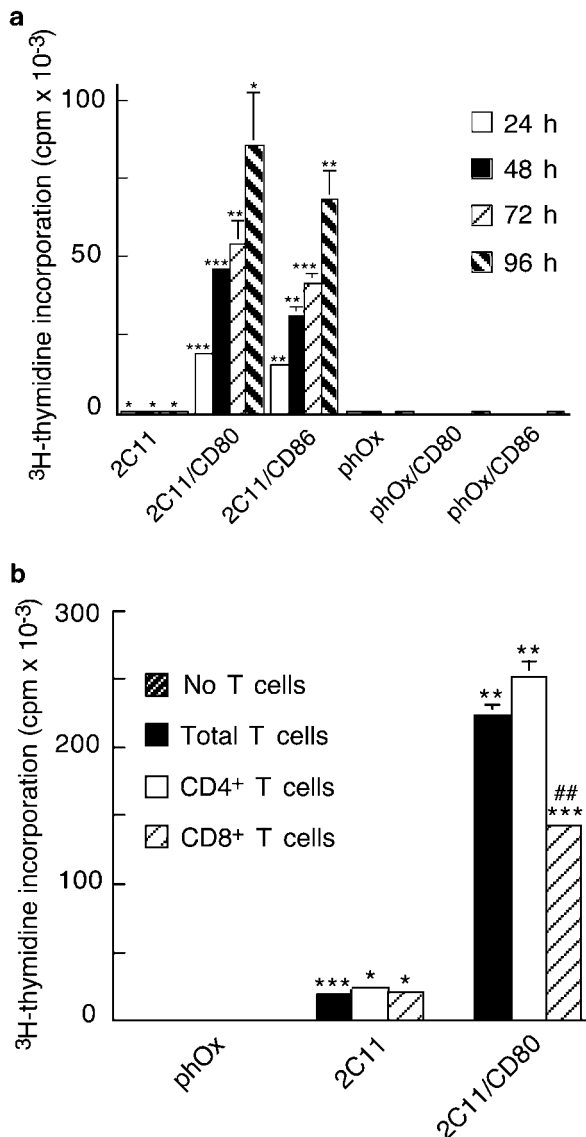 a
³H-thymidine incorporation (cpm x 10⁻³)
100
50
0
*
***
**
***
*
**
**
***
**
* * *
24 h
48 h
72 h
96 h
2C11
2C11/CD80
2C11/CD86
phOx
phOx/CD80
phOx/CD86
b
³H-thymidine incorporation (cpm x 10⁻³)
300
200
100
0
No T cells
Total T cells
CD4⁺ T cells
CD8⁺ T cells
*** * *
**
**
##
***
phOx
2C11
2C11/CD80